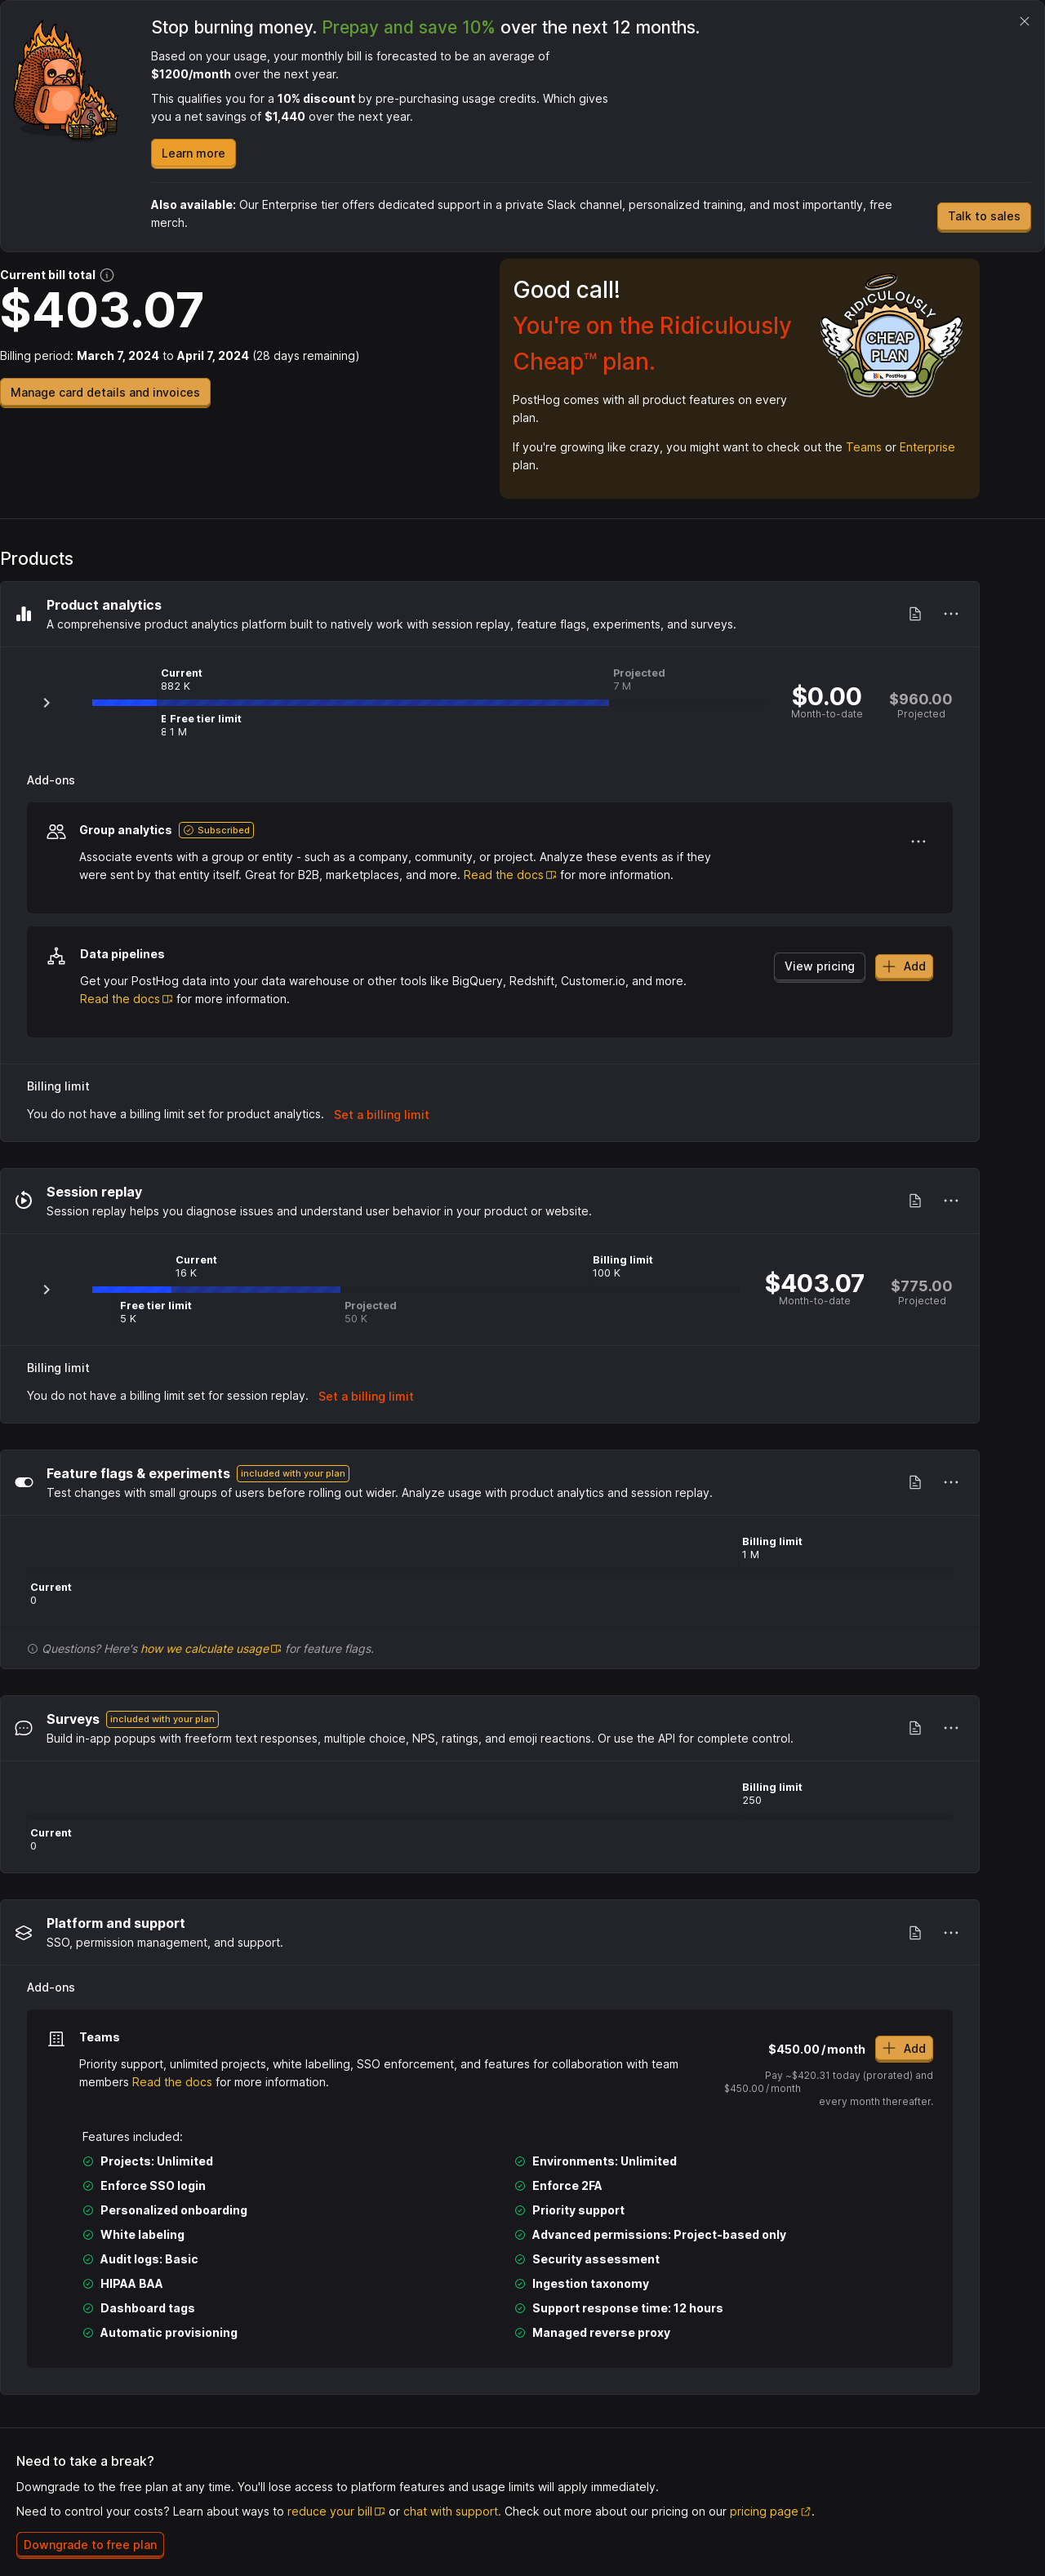 Stop burning money. Prepay and save 10% over the next 12 months.
Based on your usage, your monthly bill is forecasted to be an average of
$1200/month over the next year.
This qualifies you for a 10% discount by pre-purchasing usage credits. Which gives
you a net savings of $1,440 over the next year.
Learn more
Also available: Our Enterprise tier offers dedicated support in a private Slack channel, personalized training, and most importantly, free
merch.
Talk to sales
Current bill total
$403.07
Billing period: March 7, 2024 to April 7, 2024 (28 days remaining)
Manage card details and invoices
Good call!
You're on the Ridiculously
Cheap™ plan.
RIDICULOUSLY
CHEAP
PLAN
PostHog
PostHog comes with all product features on every
plan.
If you're growing like crazy, you might want to check out the Teams or Enterprise
plan.
Products
Product analytics
A comprehensive product analytics platform built to natively work with session replay, feature flags, experiments, and surveys.
Current
882 K
Projected
7 M
Free tier limit
1 M
$0.00
Month-to-date
$960.00
Projected
Add-ons
Group analytics Subscribed
Associate events with a group or entity - such as a company, community, or project. Analyze these events as if they
were sent by that entity itself. Great for B2B, marketplaces, and more. Read the docs for more information.
Data pipelines
Get your PostHog data into your data warehouse or other tools like BigQuery, Redshift, Customer.io, and more.
Read the docs for more information.
View pricing
Add
Billing limit
You do not have a billing limit set for product analytics. Set a billing limit
Session replay
Session replay helps you diagnose issues and understand user behavior in your product or website.
Current
16 K
Billing limit
100 K
Free tier limit
5 K
Projected
50 K
$403.07
Month-to-date
$775.00
Projected
Billing limit
You do not have a billing limit set for session replay. Set a billing limit
Feature flags & experiments included with your plan
Test changes with small groups of users before rolling out wider. Analyze usage with product analytics and session replay.
Billing limit
1 M
Current
0
Questions? Here's how we calculate usage for feature flags.
Surveys included with your plan
Build in-app popups with freeform text responses, multiple choice, NPS, ratings, and emoji reactions. Or use the API for complete control.
Billing limit
250
Current
0
Platform and support
SSO, permission management, and support.
Add-ons
Teams
Priority support, unlimited projects, white labelling, SSO enforcement, and features for collaboration with team
members Read the docs for more information.
$450.00/month
Add
Pay ~$420.31 today (prorated) and
$450.00/month
every month thereafter.
Features included:
Projects: Unlimited
Environments: Unlimited
Enforce SSO login
Enforce 2FA
Personalized onboarding
Priority support
White labeling
Advanced permissions: Project-based only
Audit logs: Basic
Security assessment
HIPAA BAA
Ingestion taxonomy
Dashboard tags
Support response time: 12 hours
Automatic provisioning
Managed reverse proxy
Need to take a break?
Downgrade to the free plan at any time. You'll lose access to platform features and usage limits will apply immediately.
Need to control your costs? Learn about ways to reduce your bill or chat with support. Check out more about our pricing on our pricing page.
Downgrade to free plan